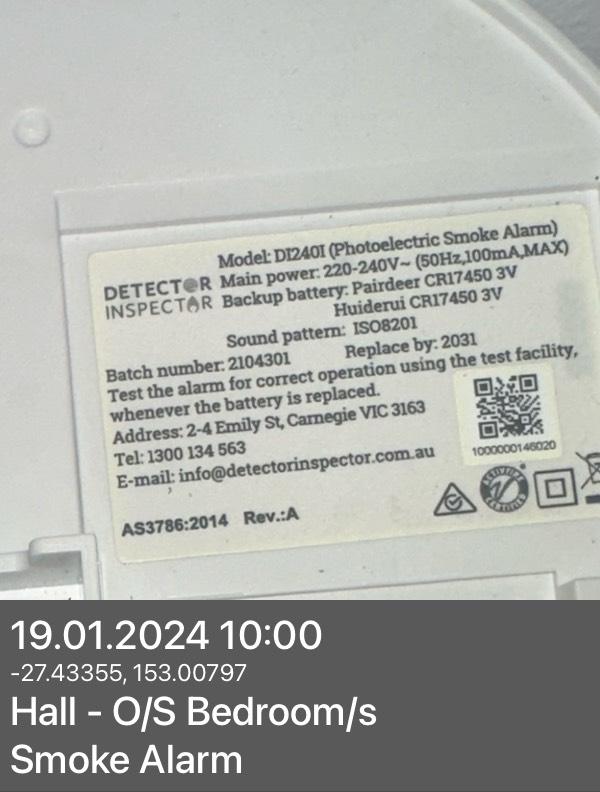 Model: DI240I (Photoelectric Smoke Alarm)
DETECTOR
INSPECTOR
Main power: 220-240V~ (50Hz,100mA,MAX)
Backup battery: Pairdeer CR17450 3V
Huiderui CR17450 3V
Sound pattern: ISO8201
Batch number: 2104301 Replace by: 2031
Test the alarm for correct operation using the test facility,
whenever the battery is replaced.
Address: 2-4 Emily St, Carnegie VIC 3163
Tel: 1300 134 563
E-mail: info@detectorinspector.com.au
1000000146020
AS3786:2014 Rev.:A
19.01.2024 10:00
-27.43355, 153.00797
Hall - O/S Bedroom/s
Smoke Alarm